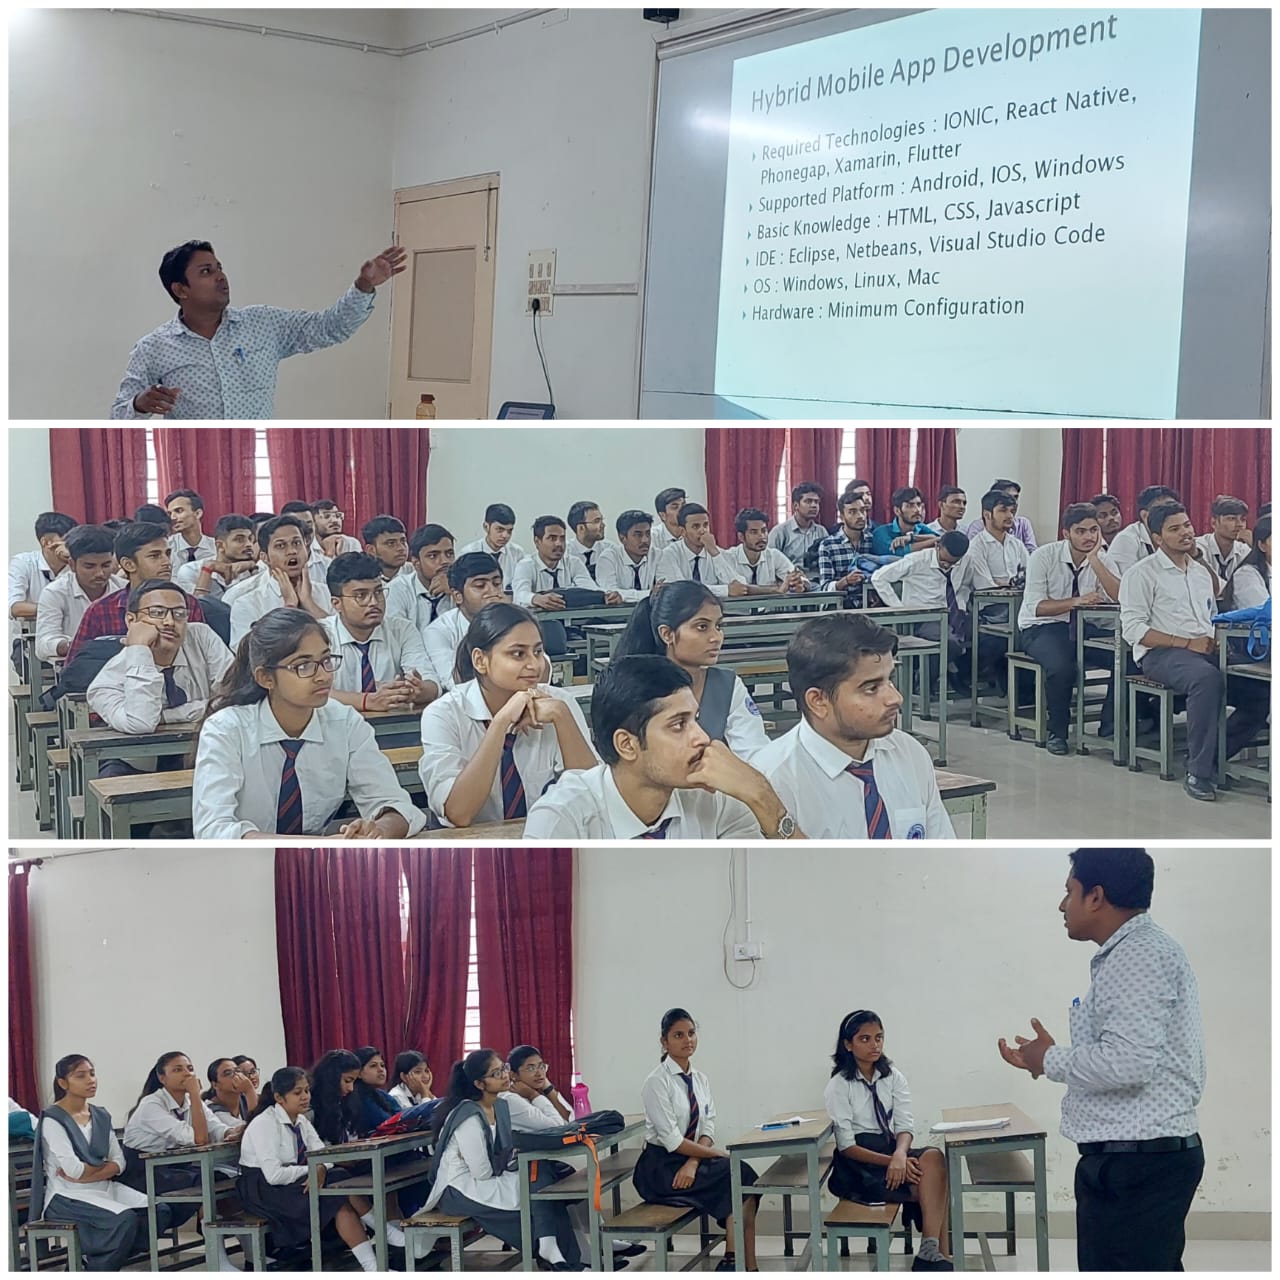 Hybrid Mobile App Development
Required Technologies : IONIC, React Native,
Phonegap, Xamarin, Flutter
Supported Platform : Android, IOS, Windows
Basic Knowledge : HTML, CSS, Javascript
IDE : Eclipse, Netbeans, Visual Studio Code
OS : Windows, Linux, Mac
Hardware : Minimum Configuration